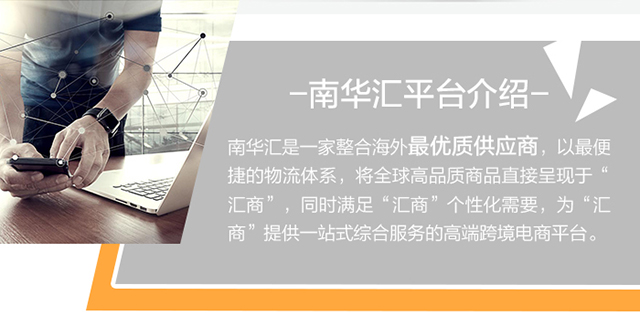 –南华汇平台介绍–
南华汇是一家整合海外最优质供应商，以最便
捷的物流体系，将全球高品质商品直接呈现于“
汇商”，同时满足“汇商”个性化需要，为“汇
商”提供一站式综合服务的高端跨境电商平台。